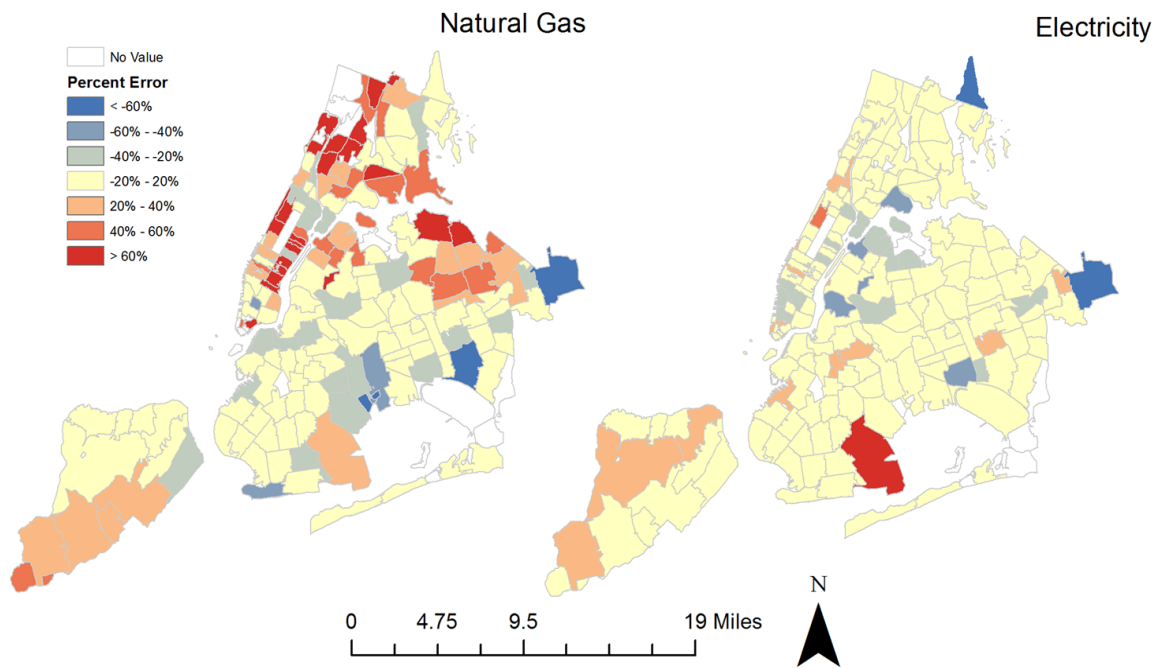 Natural Gas
Electricity
No Value
Percent Error
< -60%
-60% - -40%
-40% - -20%
-20% - 20%
20% - 40%
40% - 60%
> 60%
N
0 4.75 9.5 19 Miles